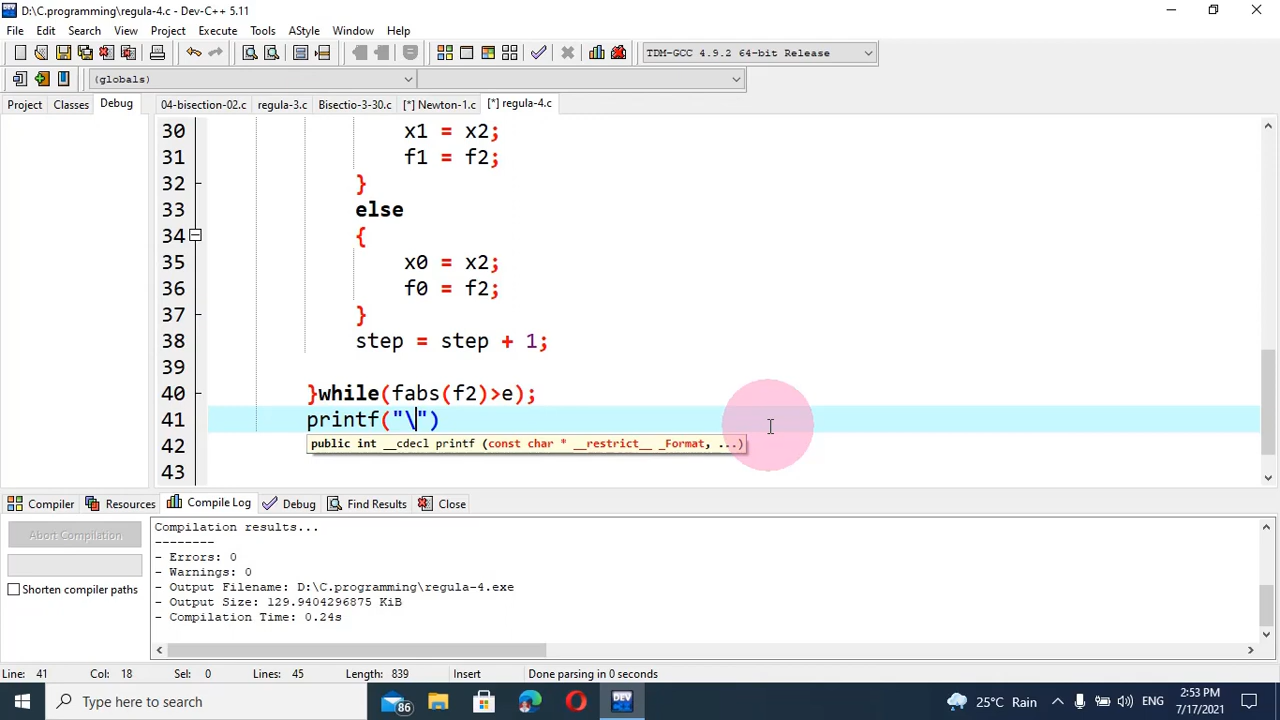 D:\C.programming\regula-4.c - Dev-C++ 5.11
File Edit Search View Project Execute Tools AStyle Window Help
TDM-GCC 4.9.2 64-bit Release
(globals)
Project Classes Debug 04-bisection-02.c regula-3.c Bisectio-3-30.c [*] Newton-1.c [*] regula-4.c
30 x1 = x2;
31 f1 = f2;
32 }
33 else
34 {
35 x0 = x2;
36 f0 = f2;
37 }
38 step = step + 1;
39
40 }while(fabs(f2)>e);
41 printf("\")
public int __cdecl printf (const char * __restrict__ _Format, ...)
42
43
Compiler Resources Compile Log Debug Find Results Close
Abort Compilation
Shorten compiler paths
Compilation results...
--------
- Errors: 0
- Warnings: 0
- Output Filename: D:\C.programming\regula-4.exe
- Output Size: 129.9404296875 KiB
- Compilation Time: 0.24s
Line: 41 Col: 18 Sel: 0 Lines: 45 Length: 839 Insert Done parsing in 0 seconds
DEV
Type here to search 86 DEV 25°C Rain ENG 2:53 PM
7/17/2021